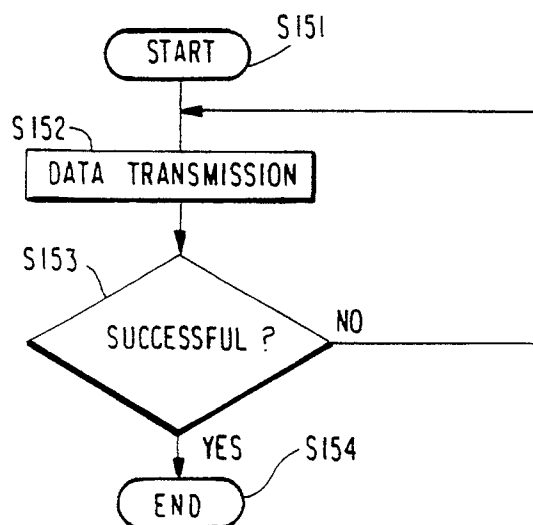 S151
START
S152
DATA TRANSMISSION
S153
SUCCESSFUL ?
NO
YES
S154
END